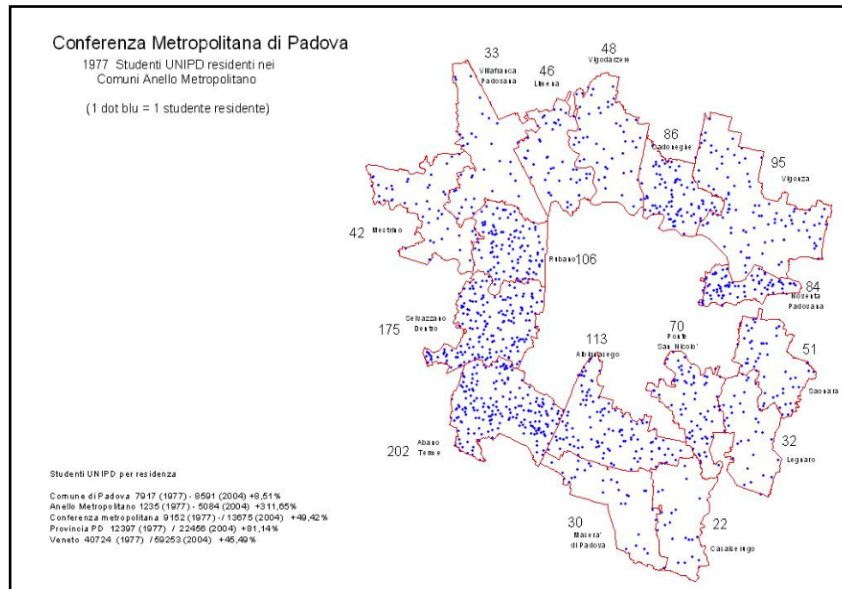 Conferenza Metropolitana di Padova
1977 Studenti UNIPD residenti nei
Comuni Anello Metropolitano
(1 dot blu = 1 studente residente)
33
Villafranca
Padovana
46
Limena
48
Vigodarzere
86
Cadoneghe
95
Vigonza
42
Mestrino
Rubano
106
84
Noventa
Padovana
Selvazzano
Dentro
175
113
Albignasego
70
Ponte
San Nicolo'
51
Saonara
Abano
Terme
202
32
Legnaro
30
Masera'
di Padova
22
Casalserugo
Studenti UNIPD per residenza
Comune di Padova 7917 (1977) - 8591 (2004) +8,51%
Anello Metropolitano 1235 (1977) - 5084 (2004) +311,65%
Conferenza metropolitana 9152 (1977) -/ 13675 (2004) +49,42%
Provincia PD 12397 (1977) / 22456 (2004) +81,14%
Veneto 40724 (1977) /59253 (2004) +45,49%